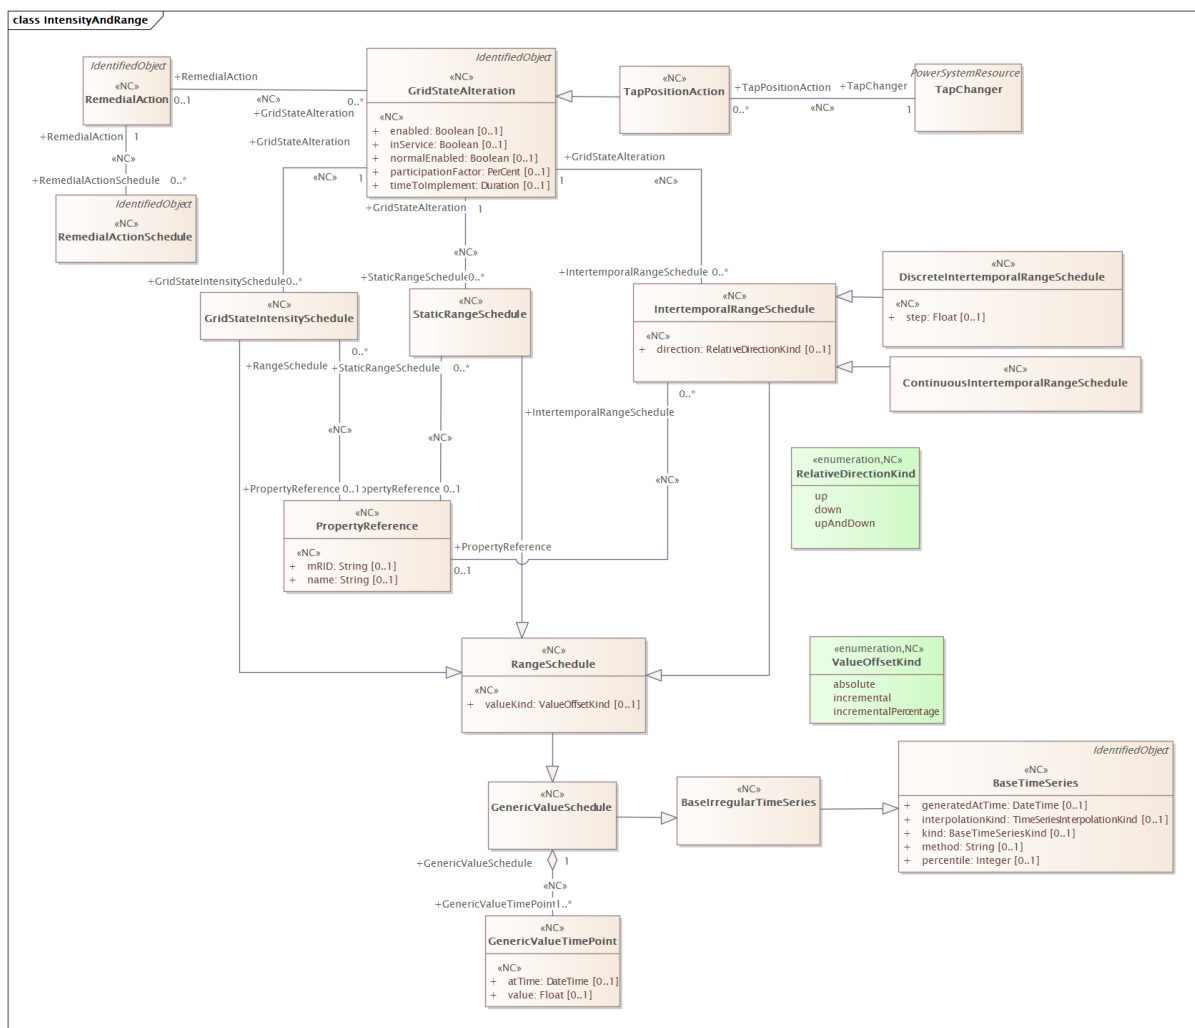 class IntensityAndRange
IdentifiedObject
«NC»
RemedialAction
+RemedialAction
0..1
«NC»
0..*
+GridStateAlteration
+GridStateAlteration
IdentifiedObject
«NC»
GridStateAlteration
«NC»
+ enabled: Boolean [0..1]
+ inService: Boolean [0..1]
+ normalEnabled: Boolean [0..1]
+ participationFactor: PerCent [0..1]
+ timeToImplement: Duration [0..1]
«NC»
TapPositionAction
+TapPositionAction
0..*
«NC»
+TapChanger
1
PowerSystemResource
TapChanger
+RemedialAction 1
«NC»
+RemedialActionSchedule 0..*
IdentifiedObject
«NC»
RemedialActionSchedule
«NC»
1
+GridStateAlteration 1
«NC»
+GridStateAlteration
1
«NC»
+GridStateIntensitySchedule 0..*
+StaticRangeSchedule 0..*
+IntertemporalRangeSchedule 0..*
«NC»
GridStateIntensitySchedule
«NC»
StaticRangeSchedule
«NC»
IntertemporalRangeSchedule
«NC»
+ direction: RelativeDirectionKind [0..1]
«NC»
DiscreteIntertemporalRangeSchedule
«NC»
+ step: Float [0..1]
«NC»
ContinuousIntertemporalRangeSchedule
0..*
+RangeSchedule
+StaticRangeSchedule 0..*
0..*
+IntertemporalRangeSchedule
«NC»
«NC»
«NC»
«enumeration,NC»
RelativeDirectionKind
up
down
upAndDown
+PropertyReference 0..1
opertyReference 0..1
«NC»
PropertyReference
«NC»
+ mRID: String [0..1]
+ name: String [0..1]
+PropertyReference
0..1
«NC»
RangeSchedule
«NC»
+ valueKind: ValueOffsetKind [0..1]
«enumeration,NC»
ValueOffsetKind
absolute
incremental
incrementalPercentage
«NC»
GenericValueSchedule
«NC»
BaseIrregularTimeSeries
IdentifiedObject
«NC»
BaseTimeSeries
+ generatedAtTime: DateTime [0..1]
+ interpolationKind: TimeSeriesInterpolationKind [0..1]
+ kind: BaseTimeSeriesKind [0..1]
+ method: String [0..1]
+ percentile: Integer [0..1]
+GenericValueSchedule 1
«NC»
+GenericValueTimePoint 1..*
«NC»
GenericValueTimePoint
«NC»
+ atTime: DateTime [0..1]
+ value: Float [0..1]